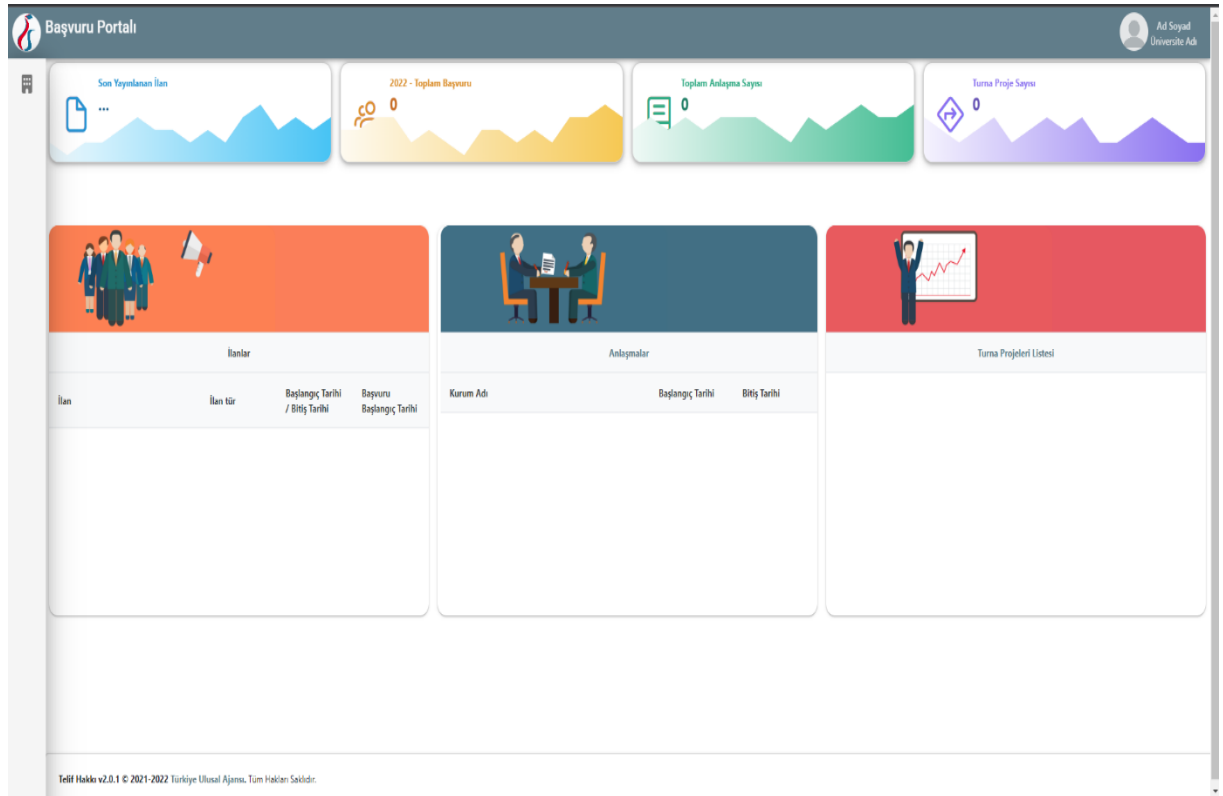 Başvuru Portalı
Ad Soyad
Üniversite Adı
Son Yayınlanan İlan
...
2022 - Toplam Başvuru
0
Toplam Anlaşma Sayısı
0
Turna Proje Sayısı
0
İlanlar
İlan
İlan tür
Başlangıç Tarihi
/ Bitiş Tarihi
Başvuru
Başlangıç Tarihi
Anlaşmalar
Kurum Adı
Başlangıç Tarihi
Bitiş Tarihi
Turna Projeleri Listesi
Telif Hakkı v2.0.1 © 2021-2022 Türkiye Ulusal Ajansı. Tüm Hakları Saklıdır.